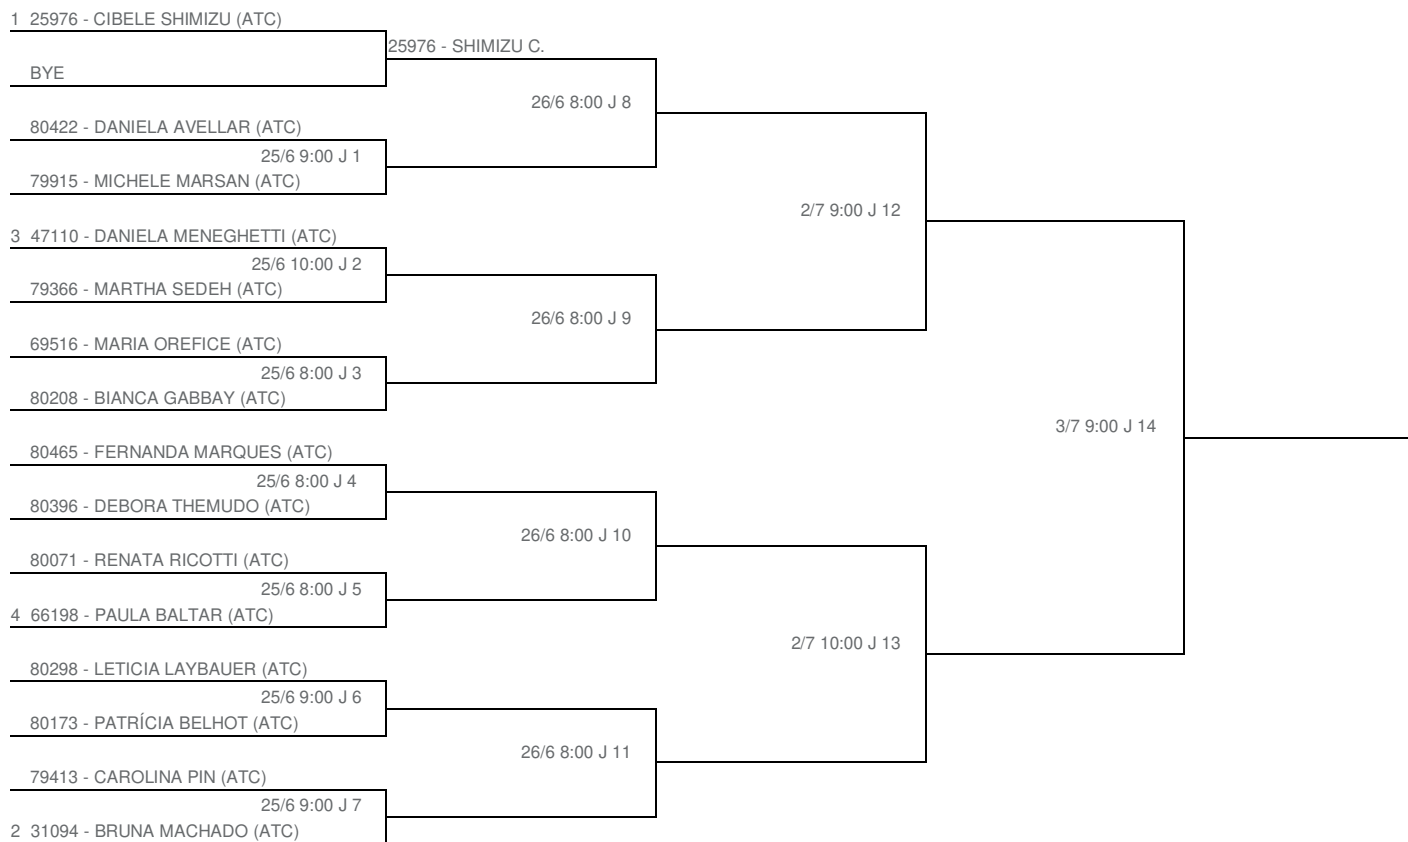 1 25976 - CIBELE SHIMIZU (ATC)
25976 - SHIMIZU C.
BYE
26/6 8:00 J 8
80422 - DANIELA AVELLAR (ATC)
25/6 9:00 J 1
79915 - MICHELE MARSAN (ATC)
2/7 9:00 J 12
3 47110 - DANIELA MENEGHETTI (ATC)
25/6 10:00 J 2
79366 - MARTHA SEDEH (ATC)
26/6 8:00 J 9
69516 - MARIA OREFICE (ATC)
25/6 8:00 J 3
80208 - BIANCA GABBAY (ATC)
3/7 9:00 J 14
80465 - FERNANDA MARQUES (ATC)
25/6 8:00 J 4
80396 - DEBORA THEMUDO (ATC)
26/6 8:00 J 10
80071 - RENATA RICOTTI (ATC)
25/6 8:00 J 5
4 66198 - PAULA BALTAR (ATC)
2/7 10:00 J 13
80298 - LETICIA LAYBAUER (ATC)
25/6 9:00 J 6
80173 - PATRÍCIA BELHOT (ATC)
26/6 8:00 J 11
79413 - CAROLINA PIN (ATC)
25/6 9:00 J 7
2 31094 - BRUNA MACHADO (ATC)